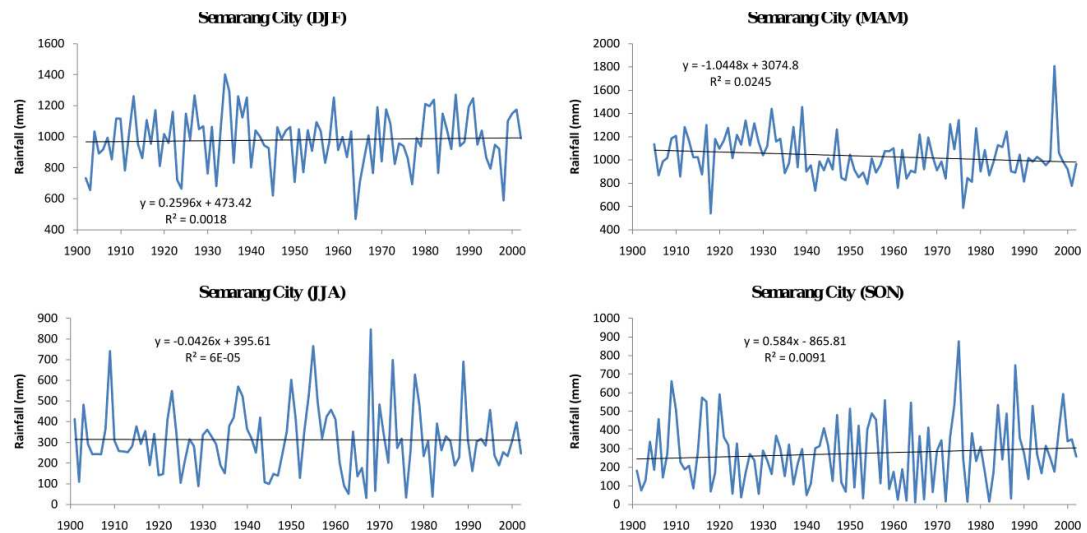 Semarang City (DJF)
1600
1400
1200
1000
800
600
400
Rainfall (mm)
y = 0.2596x + 473.42
R² = 0.0018
1900 1910 1920 1930 1940 1950 1960 1970 1980 1990 2000
Semarang City (MAM)
2000
1800
1600
1400
1200
1000
800
600
400
Rainfall (mm)
y = -1.0448x + 3074.8
R² = 0.0245
1900 1910 1920 1930 1940 1950 1960 1970 1980 1990 2000
Semarang City (JJA)
900
800
700
600
500
400
300
200
100
0
Rainfall (mm)
y = -0.0426x + 395.61
R² = 6E-05
1900 1910 1920 1930 1940 1950 1960 1970 1980 1990 2000
Semarang City (SON)
1000
900
800
700
600
500
400
300
200
100
0
Rainfall (mm)
y = 0.584x - 865.81
R² = 0.0091
1900 1910 1920 1930 1940 1950 1960 1970 1980 1990 2000